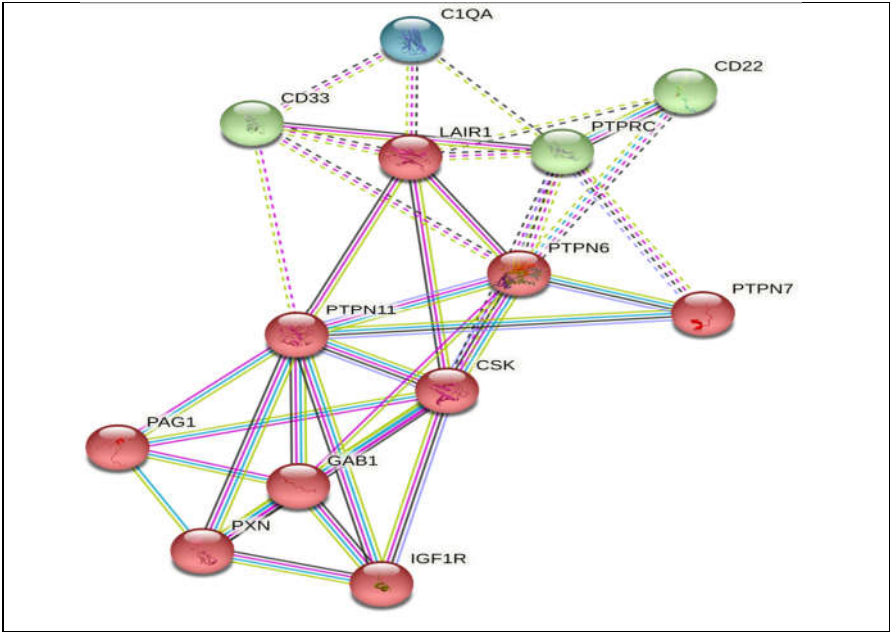 C1QA
CD22
CD33
PTPRC
LAIR1
PTPN6
PTPN7
PTPN11
CSK
PAG1
GAB1
PXN
IGF1R